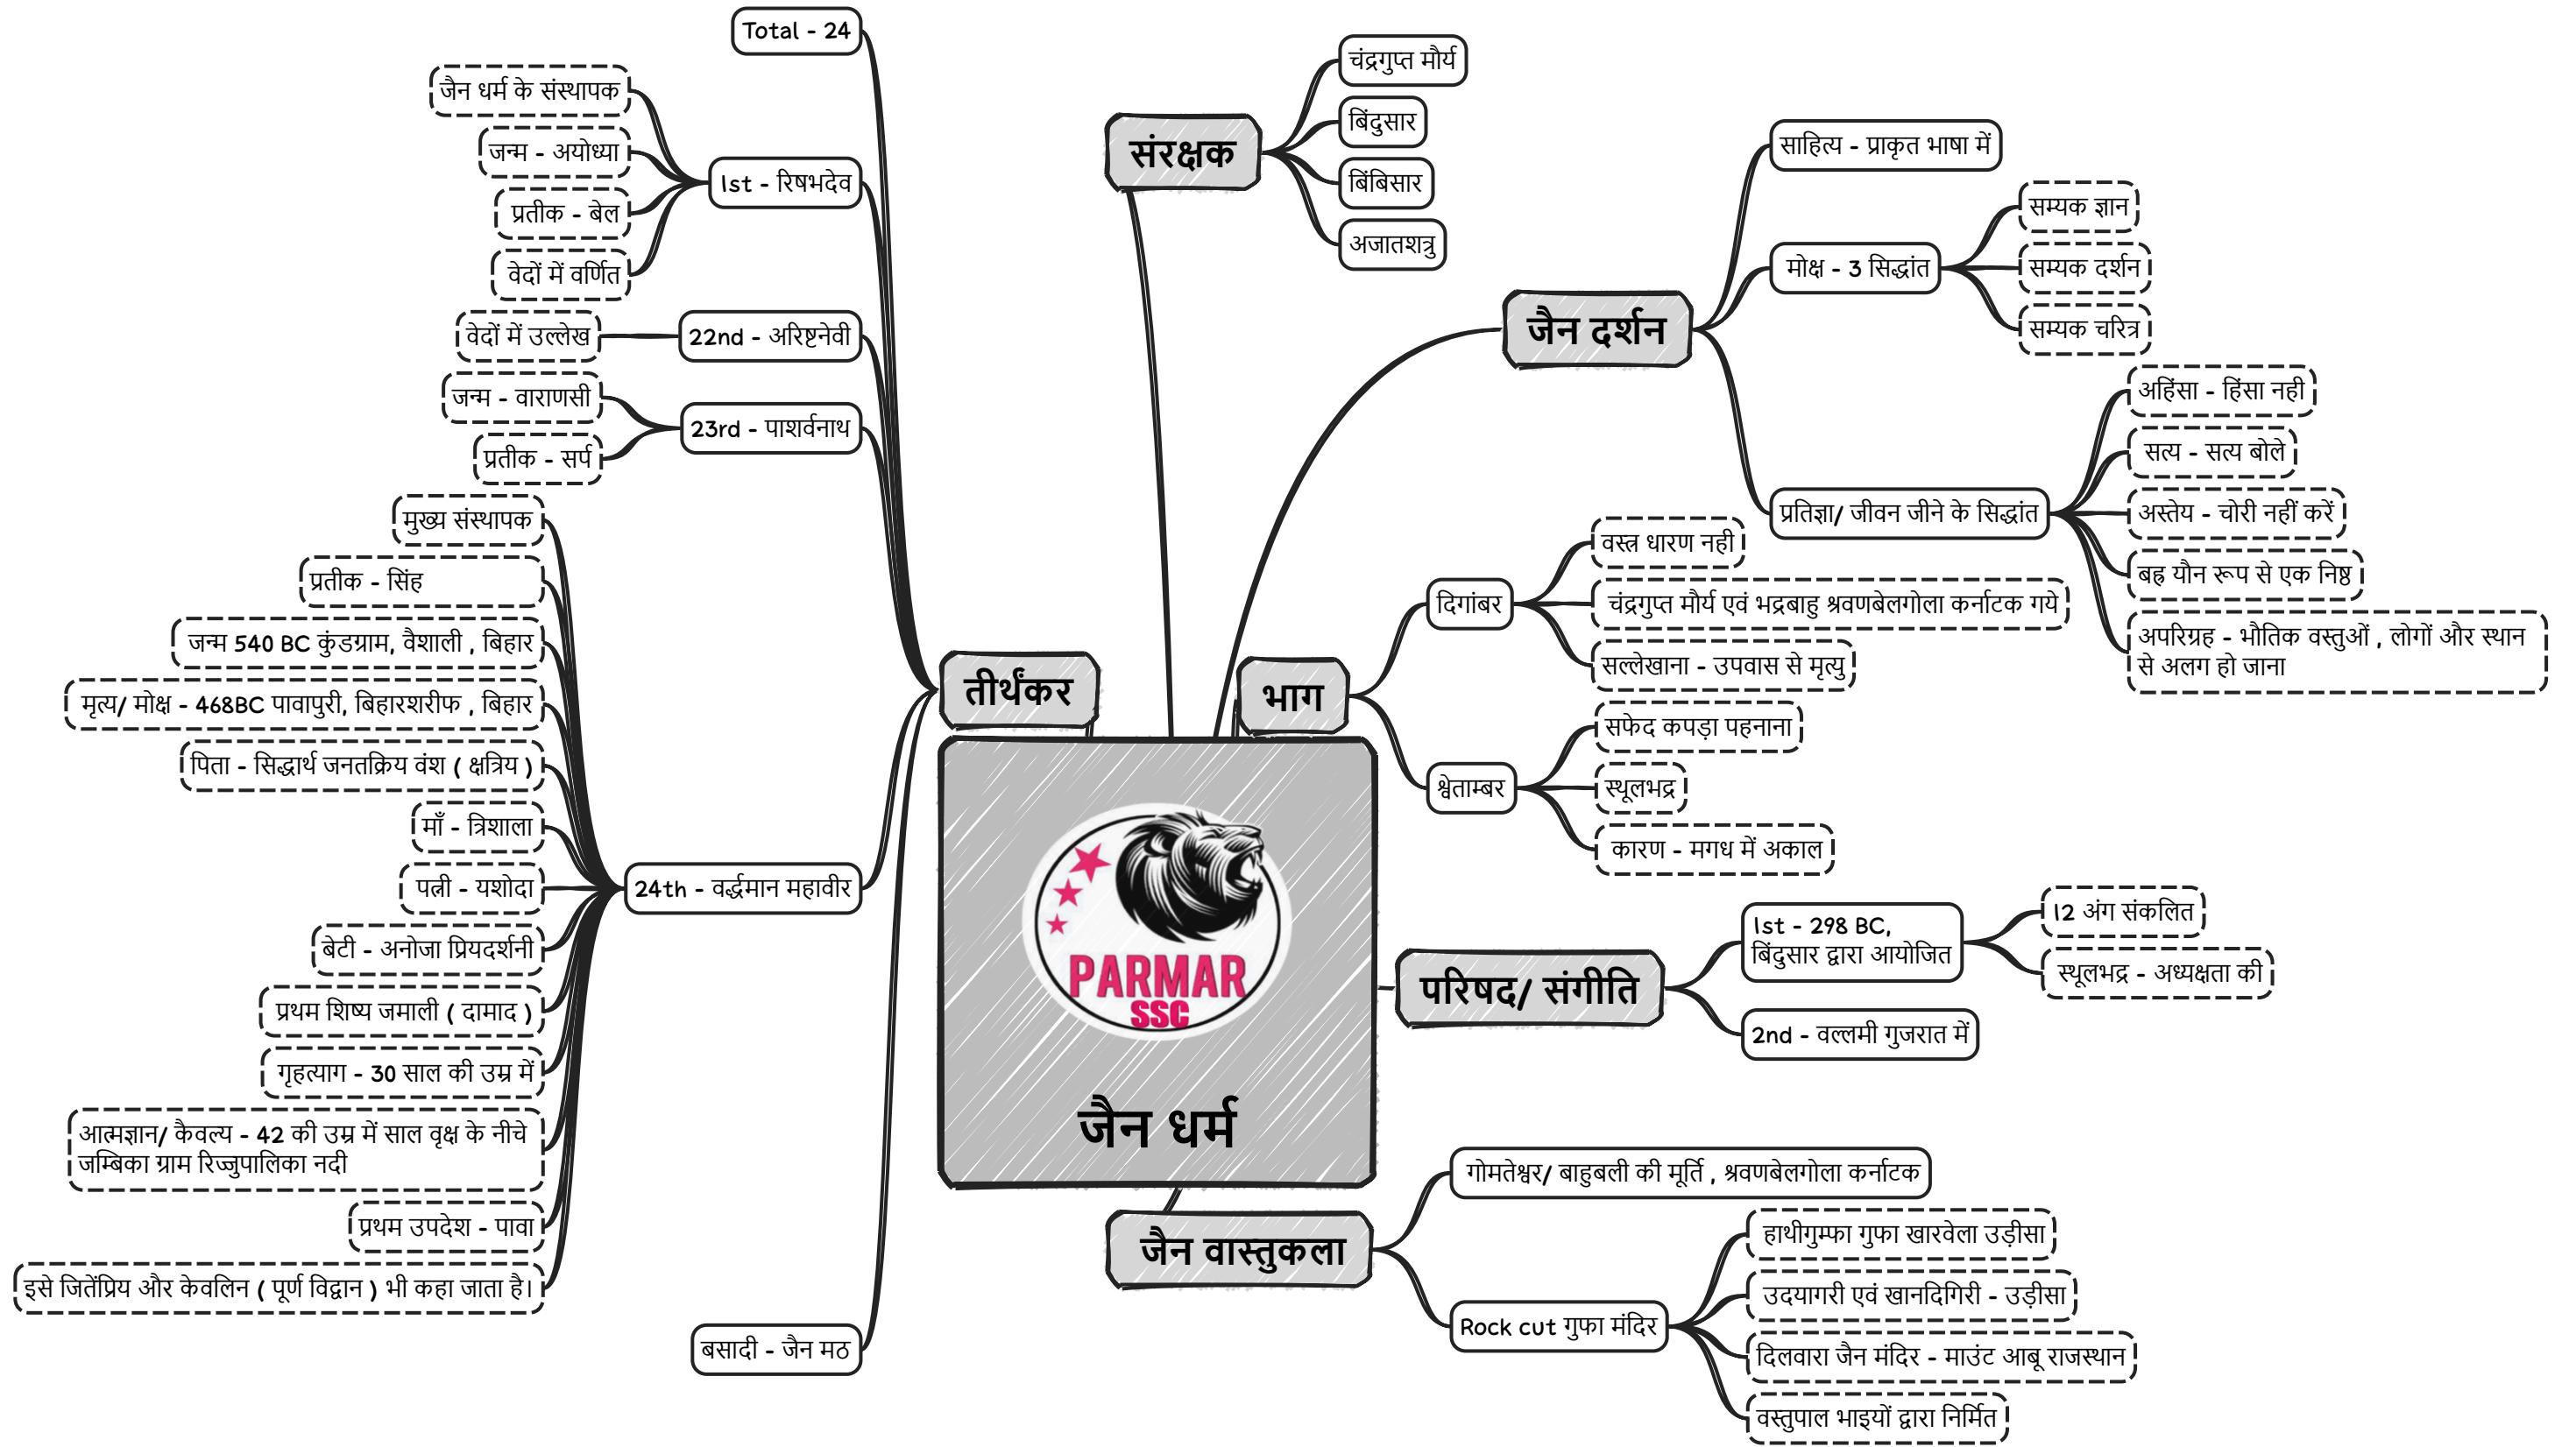 Total - 24
जैन धर्म के संस्थापक
जन्म - अयोध्या
प्रतीक - बेल
वेदों में वर्णित
1st - रिषभदेव
वेदों में उल्लेख
22nd - अरिष्टनेवी
जन्म - वाराणसी
प्रतीक - सर्प
23rd - पाशर्वनाथ
मुख्य संस्थापक
प्रतीक - सिंह
जन्म 540 BC कुंडग्राम, वैशाली , बिहार
मृत्य/ मोक्ष - 468BC पावापुरी, बिहारशरीफ , बिहार
पिता - सिद्धार्थ जनतक्रिय वंश ( क्षत्रिय )
माँ - त्रिशाला
पत्नी - यशोदा
बेटी - अनोजा प्रियदर्शनी
प्रथम शिष्य जमाली ( दामाद )
गृहत्याग - 30 साल की उम्र में
आत्मज्ञान/ कैवल्य - 42 की उम्र में साल वृक्ष के नीचे
जम्बिका ग्राम रिज्जुपालिका नदी
प्रथम उपदेश - पावा
इसे जितेंप्रिय और केवलिन ( पूर्ण विद्वान ) भी कहा जाता है।
24th - वर्द्धमान महावीर
बसादी - जैन मठ
तीर्थंकर
संरक्षक
चंद्रगुप्त मौर्य
बिंदुसार
बिंबिसार
अजातशत्रु
जैन दर्शन
साहित्य - प्राकृत भाषा में
मोक्ष - 3 सिद्धांत
सम्यक ज्ञान
सम्यक दर्शन
सम्यक चरित्र
प्रतिज्ञा/ जीवन जीने के सिद्धांत
अहिंसा - हिंसा नही
सत्य - सत्य बोले
अस्तेय - चोरी नहीं करें
बह्र यौन रूप से एक निष्ठ
अपरिग्रह - भौतिक वस्तुओं , लोगों और स्थान
से अलग हो जाना
भाग
दिगांबर
वस्त्र धारण नही
चंद्रगुप्त मौर्य एवं भद्रबाहु श्रवणबेलगोला कर्नाटक गये
सल्लेखाना - उपवास से मृत्यु
श्वेताम्बर
सफेद कपड़ा पहनाना
स्थूलभद्र
कारण - मगध में अकाल
PARMAR
SSC
जैन धर्म
परिषद/ संगीति
1st - 298 BC,
बिंदुसार द्वारा आयोजित
12 अंग संकलित
स्थूलभद्र - अध्यक्षता की
2nd - वल्लमी गुजरात में
जैन वास्तुकला
गोमतेश्वर/ बाहुबली की मूर्ति , श्रवणबेलगोला कर्नाटक
Rock cut गुफा मंदिर
हाथीगुम्फा गुफा खारवेला उड़ीसा
उदयागरी एवं खानदिगिरी - उड़ीसा
दिलवारा जैन मंदिर - माउंट आबू राजस्थान
वस्तुपाल भाइयों द्वारा निर्मित